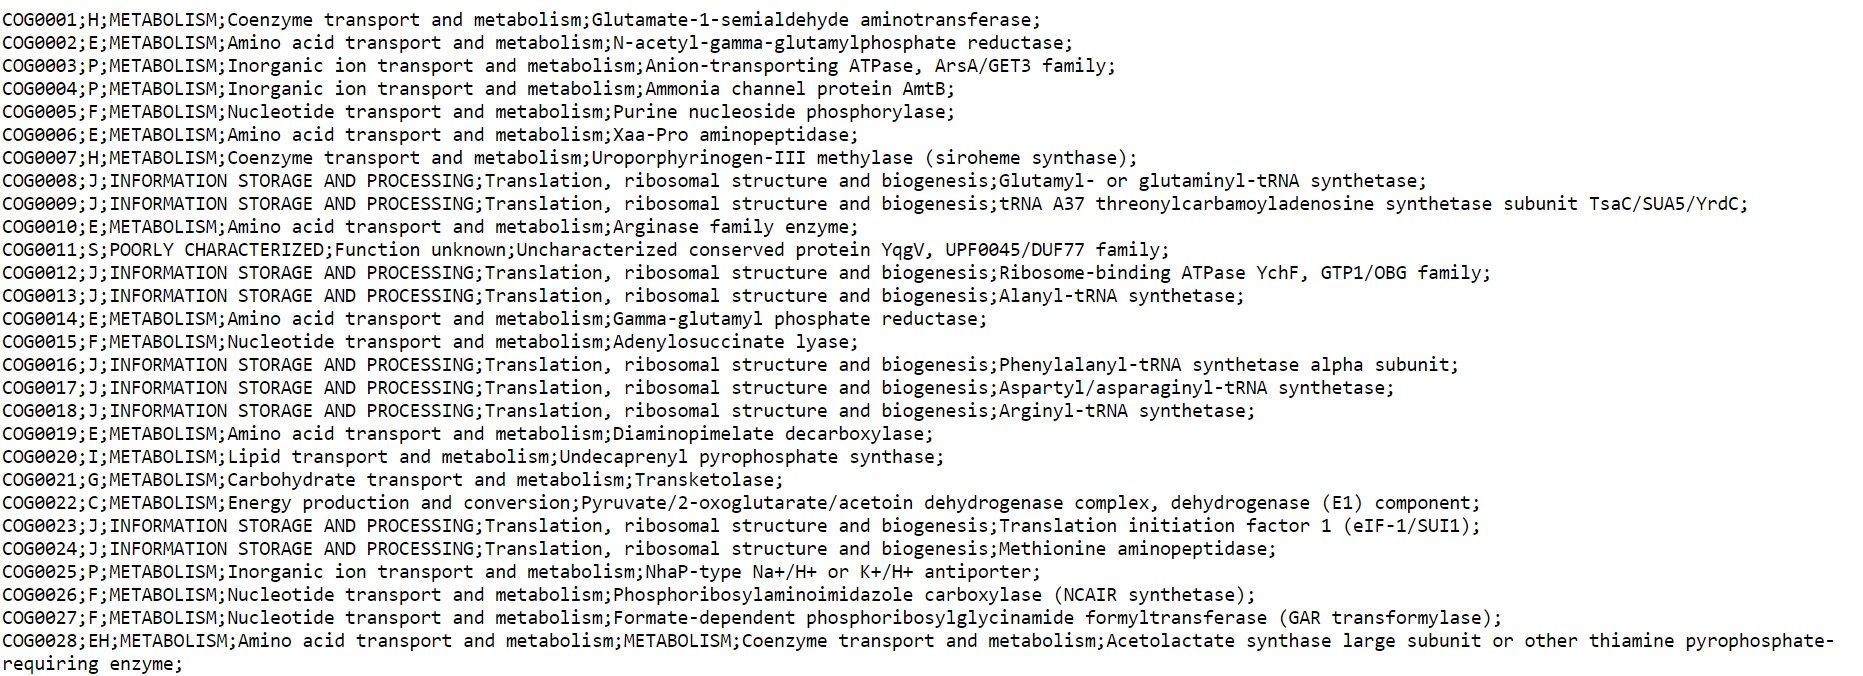 COG0001;H;METABOLISM;Coenzyme transport and metabolism;Glutamate-1-semialdehyde aminotransferase;
COG0002;E;METABOLISM;Amino acid transport and metabolism;N-acetyl-gamma-glutamylphosphate reductase;
COG0003;P;METABOLISM;Inorganic ion transport and metabolism;Anion-transporting ATPase, ArsA/GET3 family;
COG0004;P;METABOLISM;Inorganic ion transport and metabolism;Ammonia channel protein AmtB;
COG0005;F;METABOLISM;Nucleotide transport and metabolism;Purine nucleoside phosphorylase;
COG0006;E;METABOLISM;Amino acid transport and metabolism;Xaa-Pro aminopeptidase;
COG0007;H;METABOLISM;Coenzyme transport and metabolism;Uroporphyrinogen-III methylase (siroheme synthase);
COG0008;J;INFORMATION STORAGE AND PROCESSING;Translation, ribosomal structure and biogenesis;Glutamyl- or glutaminyl-tRNA synthetase;
COG0009;J;INFORMATION STORAGE AND PROCESSING;Translation, ribosomal structure and biogenesis;tRNA A37 threonylcarbamoyladenosine synthetase subunit TsaC/SUA5/YrdC;
COG0010;E;METABOLISM;Amino acid transport and metabolism;Arginase family enzyme;
COG0011;S;POORLY CHARACTERIZED;Function unknown;Uncharacterized conserved protein YqgV, UPF0045/DUF77 family;
COG0012;J;INFORMATION STORAGE AND PROCESSING;Translation, ribosomal structure and biogenesis;Ribosome-binding ATPase YchF, GTP1/OBG family;
COG0013;J;INFORMATION STORAGE AND PROCESSING;Translation, ribosomal structure and biogenesis;Alanyl-tRNA synthetase;
COG0014;E;METABOLISM;Amino acid transport and metabolism;Gamma-glutamyl phosphate reductase;
COG0015;F;METABOLISM;Nucleotide transport and metabolism;Adenylosuccinate lyase;
COG0016;J;INFORMATION STORAGE AND PROCESSING;Translation, ribosomal structure and biogenesis;Phenylalanyl-tRNA synthetase alpha subunit;
COG0017;J;INFORMATION STORAGE AND PROCESSING;Translation, ribosomal structure and biogenesis;Aspartyl/asparaginyl-tRNA synthetase;
COG0018;J;INFORMATION STORAGE AND PROCESSING;Translation, ribosomal structure and biogenesis;Arginyl-tRNA synthetase;
COG0019;E;METABOLISM;Amino acid transport and metabolism;Diaminopimelate decarboxylase;
COG0020;I;METABOLISM;Lipid transport and metabolism;Undecaprenyl pyrophosphate synthase;
COG0021;G;METABOLISM;Carbohydrate transport and metabolism;Transketolase;
COG0022;C;METABOLISM;Energy production and conversion;Pyruvate/2-oxoglutarate/acetoin dehydrogenase complex, dehydrogenase (E1) component;
COG0023;J;INFORMATION STORAGE AND PROCESSING;Translation, ribosomal structure and biogenesis;Translation initiation factor 1 (eIF-1/SUI1);
COG0024;J;INFORMATION STORAGE AND PROCESSING;Translation, ribosomal structure and biogenesis;Methionine aminopeptidase;
COG0025;P;METABOLISM;Inorganic ion transport and metabolism;NhaP-type Na+/H+ or K+/H+ antiporter;
COG0026;F;METABOLISM;Nucleotide transport and metabolism;Phosphoribosylaminoimidazole carboxylase (NCAIR synthetase);
COG0027;F;METABOLISM;Nucleotide transport and metabolism;Formate-dependent phosphoribosylglycinamide formyltransferase (GAR transformylase);
COG0028;EH;METABOLISM;Amino acid transport and metabolism;METABOLISM;Coenzyme transport and metabolism;Acetolactate synthase large subunit or other thiamine pyrophosphate-
requiring enzyme;